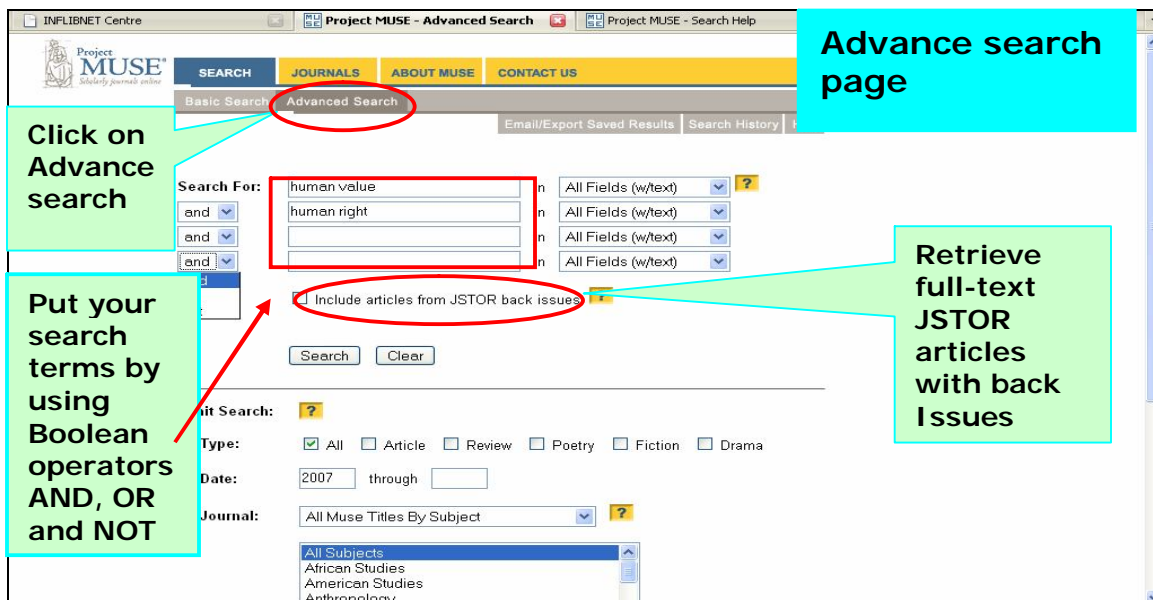 INFLIBNET Centre
Project MUSE - Advanced Search
Project MUSE - Search Help
Advance search
page
Project
MUSE
Scholarly journals online
SEARCH
JOURNALS
ABOUT MUSE
CONTACT US
Basic Search
Advanced Search
Email/Export Saved Results
Search History
Click on
Advance
search
Search For:
human value
All Fields (w/text)
?
and
human right
All Fields (w/text)
and
All Fields (w/text)
and
All Fields (w/text)
Include articles from JSTOR back issues
?
Retrieve
full-text
JSTOR
articles
with back
Issues
Put your
search
terms by
using
Boolean
operators
AND, OR
and NOT
Search
Clear
Search:
?
Type:
All
Article
Review
Poetry
Fiction
Drama
Date:
2007 through
Journal:
All Muse Titles By Subject
?
All Subjects
African Studies
American Studies
Anthropology